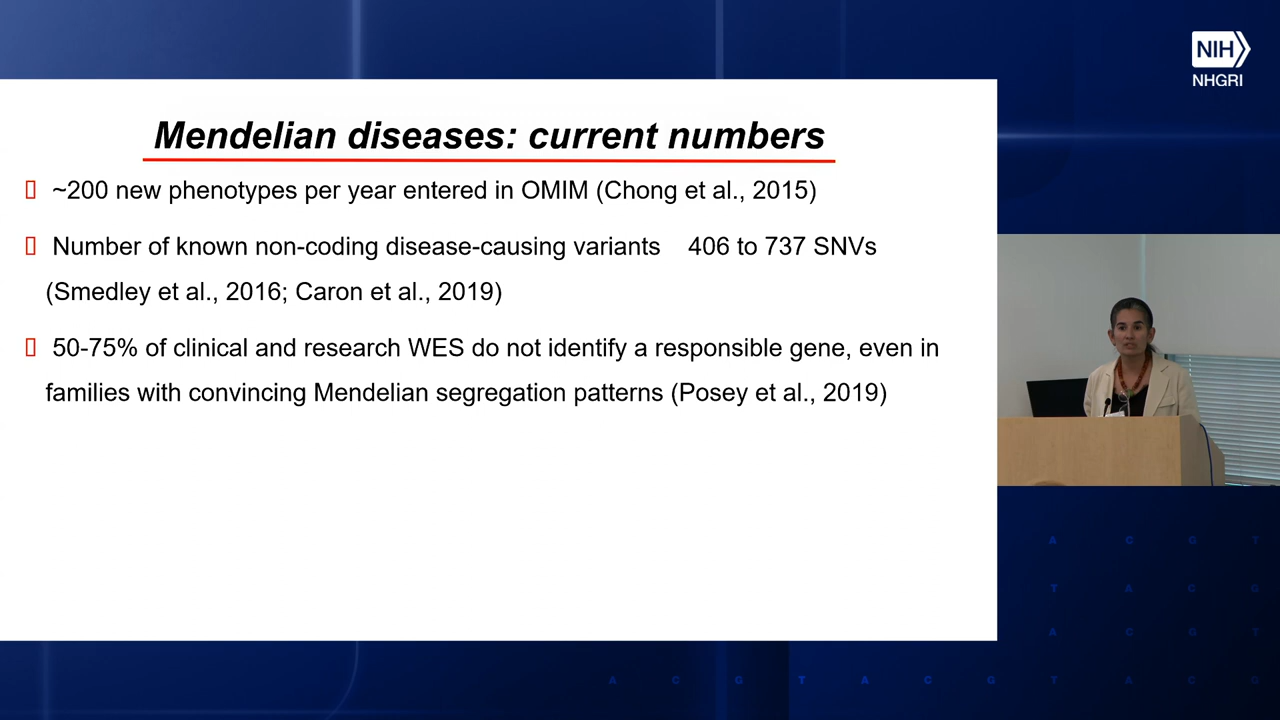 NIH
NHGRI
Mendelian diseases: current numbers
~200 new phenotypes per year entered in OMIM (Chong et al., 2015)
Number of known non-coding disease-causing variants 406 to 737 SNVs
(Smedley et al., 2016; Caron et al., 2019)
50-75% of clinical and research WES do not identify a responsible gene, even in
families with convincing Mendelian segregation patterns (Posey et al., 2019)
A C G T
T A C G
A C G T
A C G T A C G T A C G